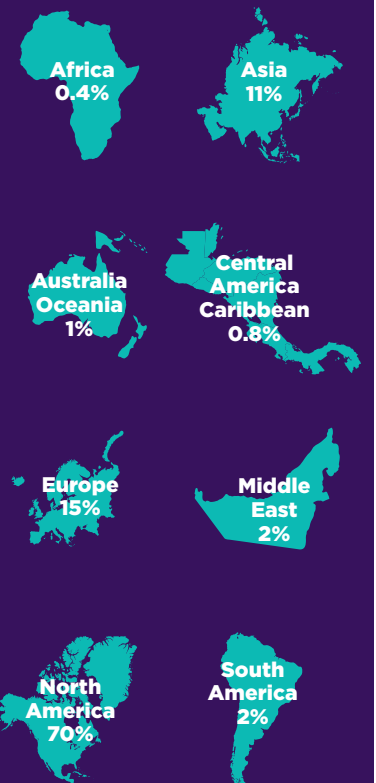 Africa
0.4%
Asia
11%
Australia
Oceania
1%
Central
America
Caribbean
0.8%
Europe
15%
Middle
East
2%
North
America
70%
South
America
2%